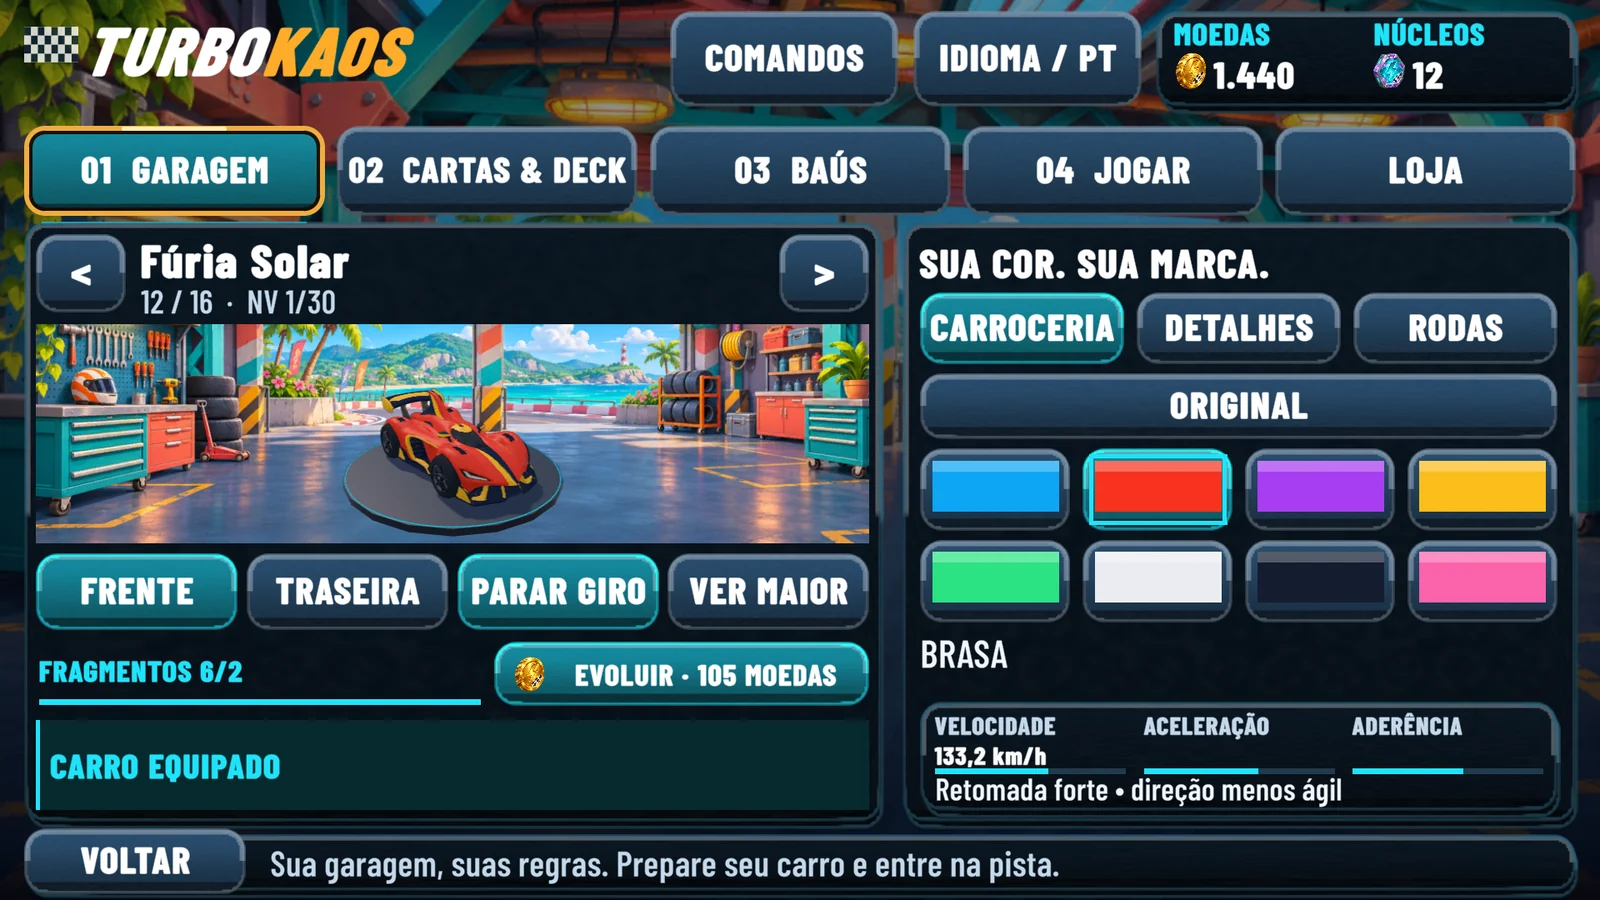 TURBOKAOS
COMANDOS
IDIOMA / PT
MOEDAS
1.440
NÚCLEOS
12
01 GARAGEM
02 CARTAS & DECK
03 BAÚS
04 JOGAR
LOJA
<
Fúria Solar
12 / 16 · NV 1/30
>
FRENTE
TRASEIRA
PARAR GIRO
VER MAIOR
FRAGMENTOS 6/2
EVOLUIR · 105 MOEDAS
CARRO EQUIPADO
SUA COR. SUA MARCA.
CARROCERIA
DETALHES
RODAS
ORIGINAL
BRASA
VELOCIDADE
133,2 km/h
ACELERAÇÃO
ADERÊNCIA
Retomada forte • direção menos ágil
VOLTAR
Sua garagem, suas regras. Prepare seu carro e entre na pista.